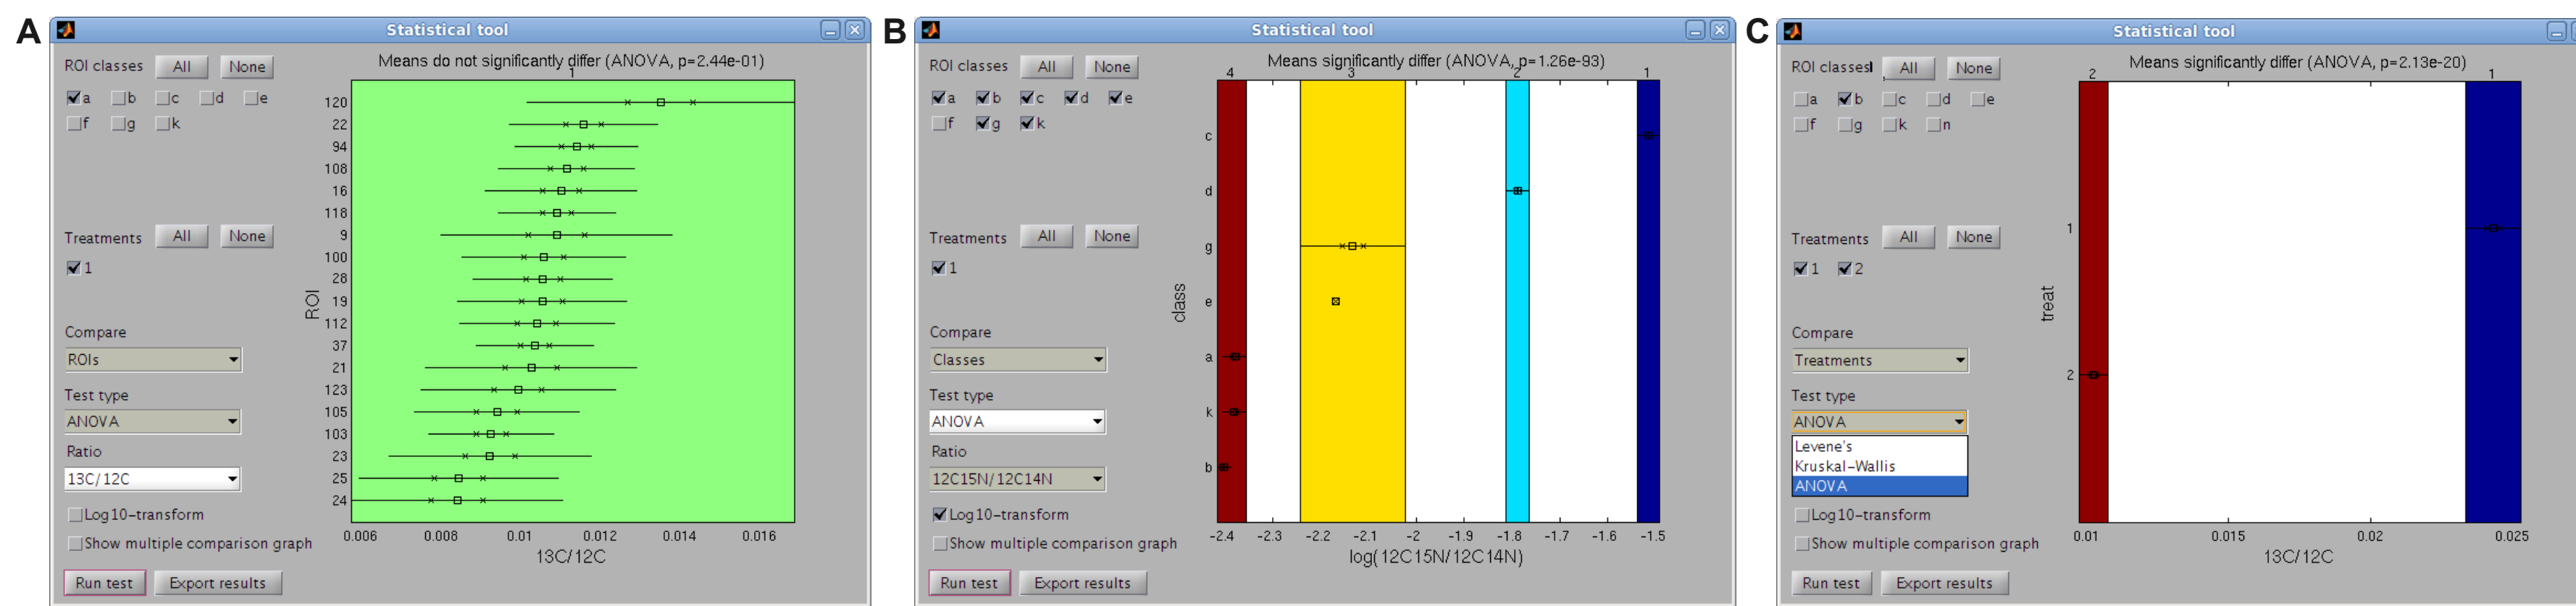 A
Statistical tool
ROI classes All None
a b c d e
f g k
Treatments All None
1
Compare
ROIs
Test type
ANOVA
Ratio
13C/12C
Log10-transform
Show multiple comparison graph
Run test Export results
Means do not significantly differ (ANOVA, p=2.44e-01)
1
ROI
120
22
94
108
16
118
9
100
28
19
112
37
21
123
105
103
23
25
24
0.006 0.008 0.01 0.012 0.014 0.016
13C/12C
B
Statistical tool
ROI classes All None
a b c d e
f g k
Treatments All None
1
Compare
Classes
Test type
ANOVA
Ratio
12C15N/12C14N
Log10-transform
Show multiple comparison graph
Run test Export results
Means significantly differ (ANOVA, p=1.26e-93)
4 3 2 1
class
c
d
g
e
a
k
b
-2.4 -2.3 -2.2 -2.1 -2 -1.9 -1.8 -1.7 -1.6 -1.5
log(12C15N/12C14N)
C
Statistical tool
ROI classes All None
a b c d e
f g k n
Treatments All None
1 2
Compare
Treatments
Test type
ANOVA
Levene's
Kruskal-Wallis
ANOVA
Log10-transform
Show multiple comparison graph
Run test Export results
Means significantly differ (ANOVA, p=2.13e-20)
2 1
treat
1
2
0.01 0.015 0.02 0.025
13C/12C